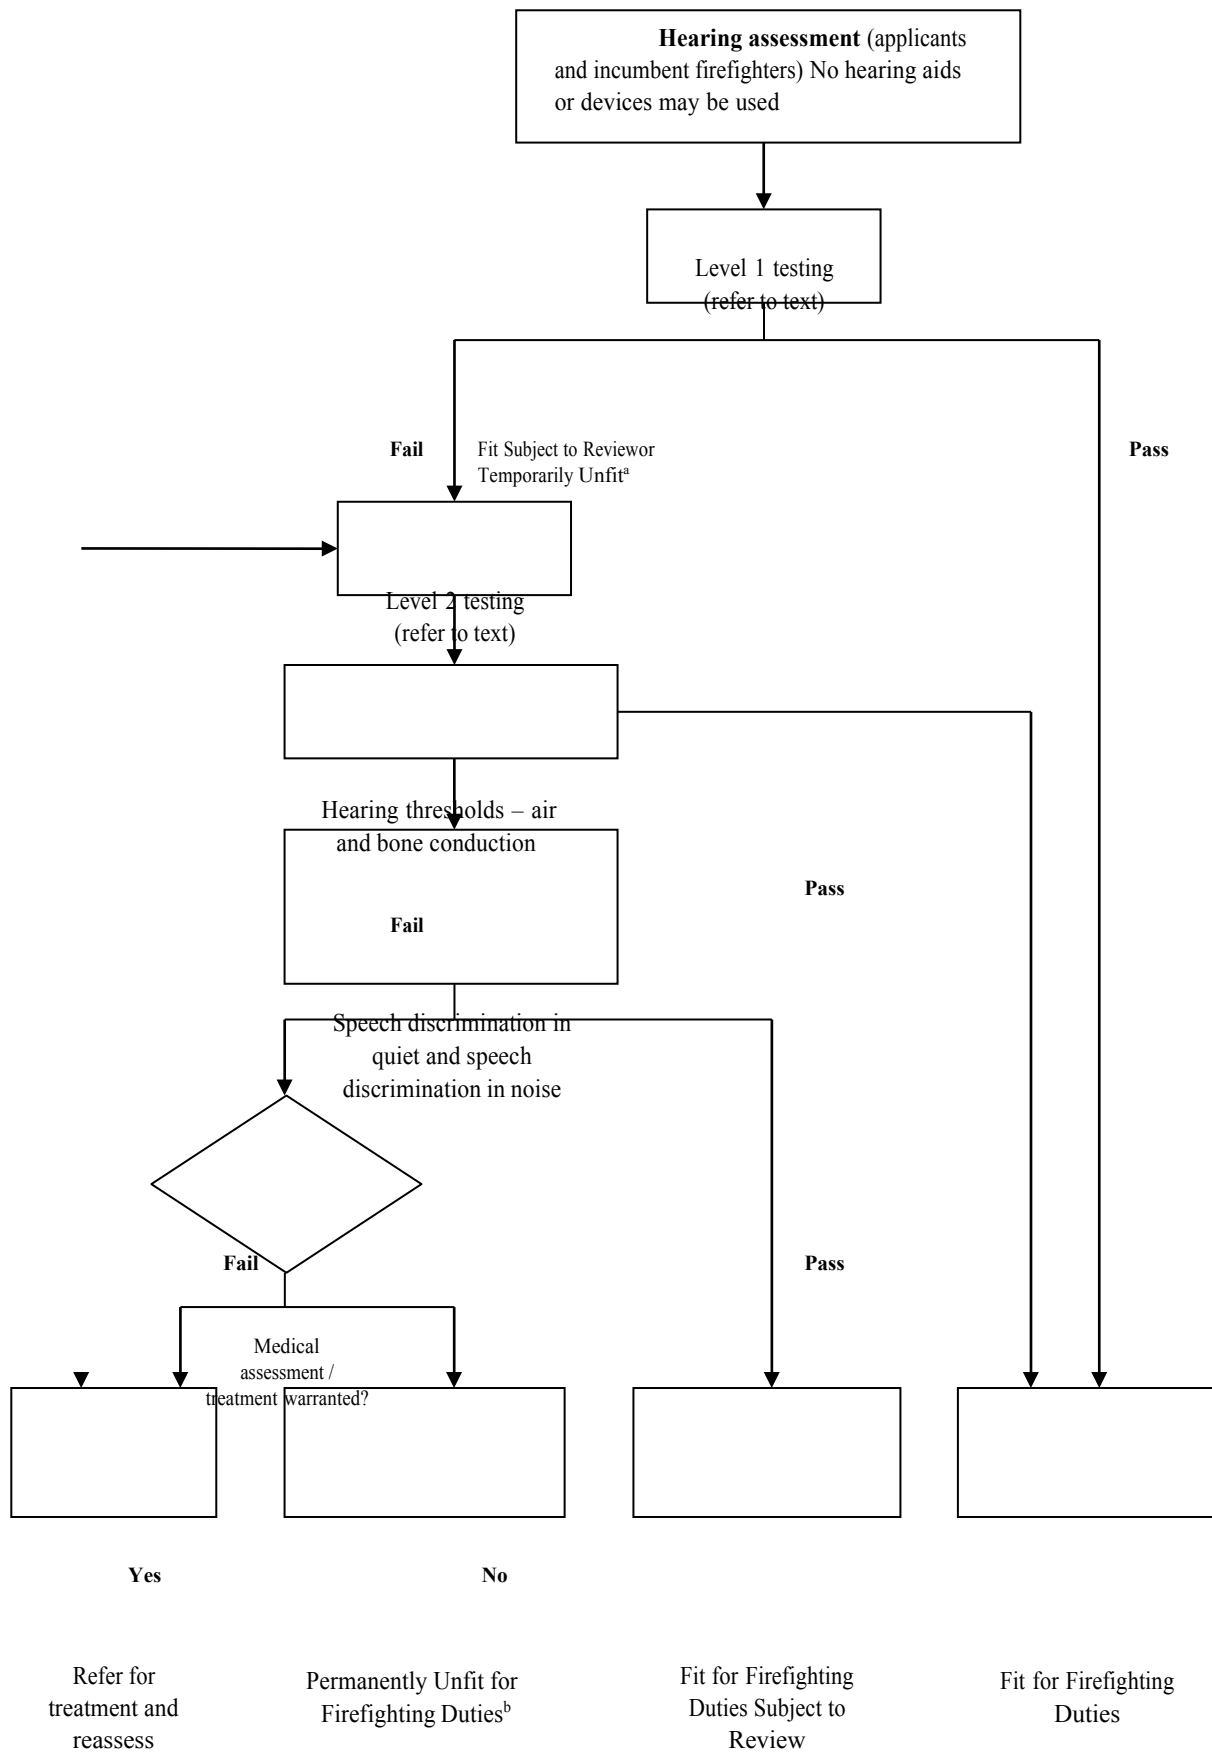 Hearing assessment (applicants
and incumbent firefighters) No hearing aids
or devices may be used
Level 1 testing
(refer to text)
Fail
Fit Subject to Reviewor
Temporarily Unfitᵃ
Pass
Level 2 testing
(refer to text)
Hearing thresholds – air
and bone conduction
Pass
Fail
Speech discrimination in
quiet and speech
discrimination in noise
Fail
Pass
Medical
assessment /
treatment warranted?
Yes
No
Refer for
treatment and
reassess
Permanently Unfit for
Firefighting Dutiesᵇ
Fit for Firefighting
Duties Subject to
Review
Fit for Firefighting
Duties